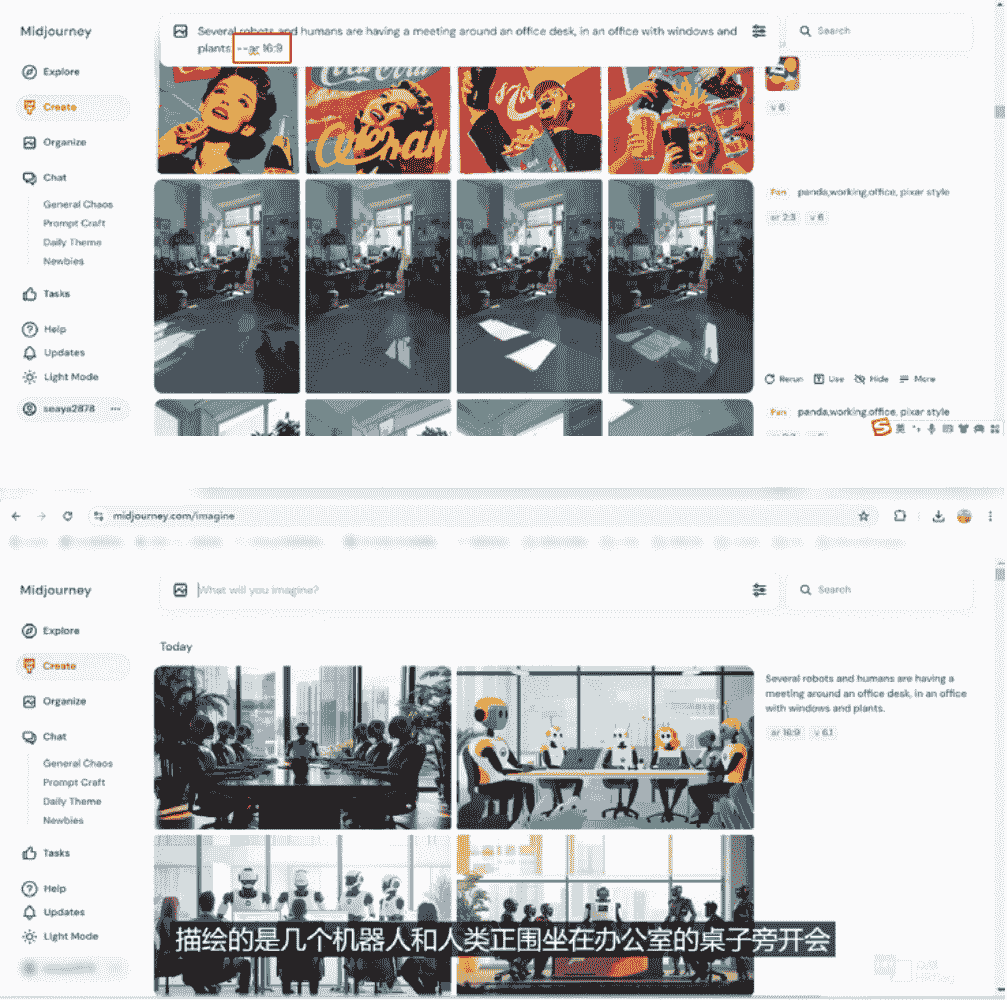 Midjourney
Several robots and humans are having a meeting around an office desk, in an office with windows and
plants. --ar 16:9
Search
Explore
Create
Organize
Chat
General Chaos
Prompt Craft
Daily Theme
Newbies
Tasks
Help
Updates
Light Mode
seaya2878
Coca-Cola
v 6
Pan panda,working,office, pixar style
ar 2:3 v 6
Rerun Use Hide More
Pan panda,working,office, pixar style
英
midjourney.com/imagine
Midjourney
What will you imagine?
Search
Explore
Create
Organize
Chat
General Chaos
Prompt Craft
Daily Theme
Newbies
Tasks
Help
Updates
Light Mode
Today
Several robots and humans are having a
meeting around an office desk, in an office
with windows and plants.
ar 16:9 v 6.1
描绘的是几个机器人和人类正围坐在办公室的桌子旁开会